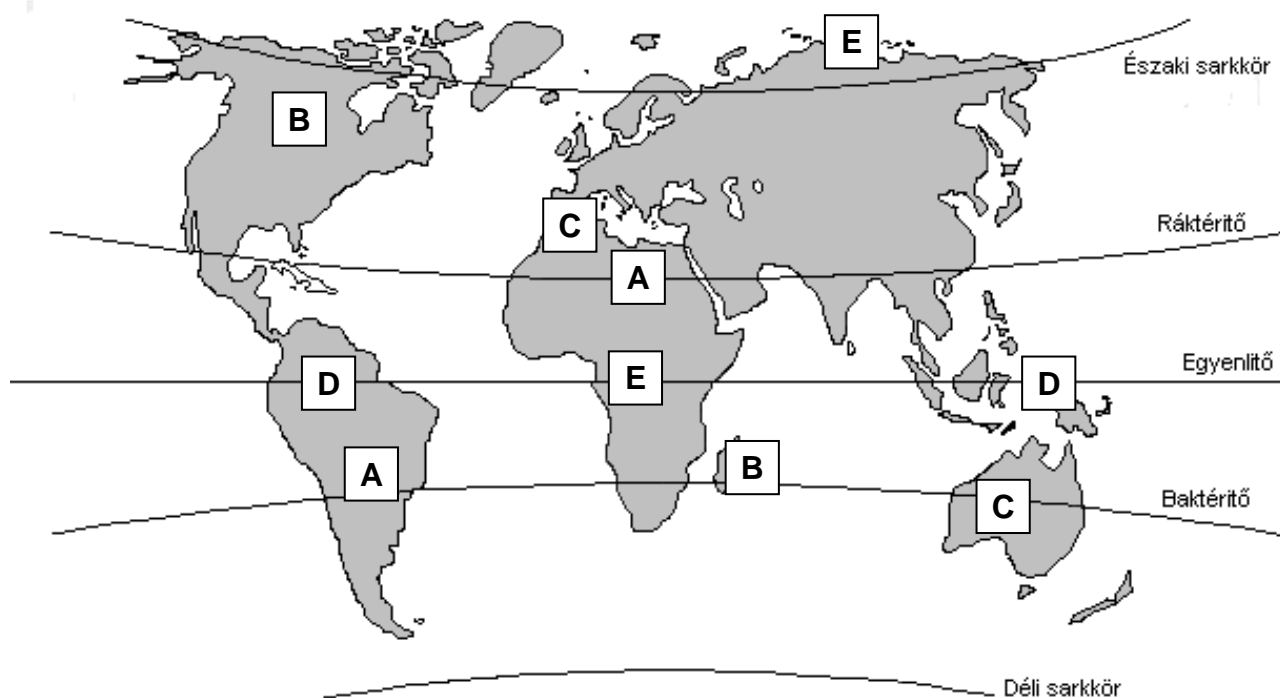 E
Északi sarkkör
B
C
Ráktérítő
A
Egyenlítő
D
E
D
A
B
C
Baktérítő
Déli sarkkör